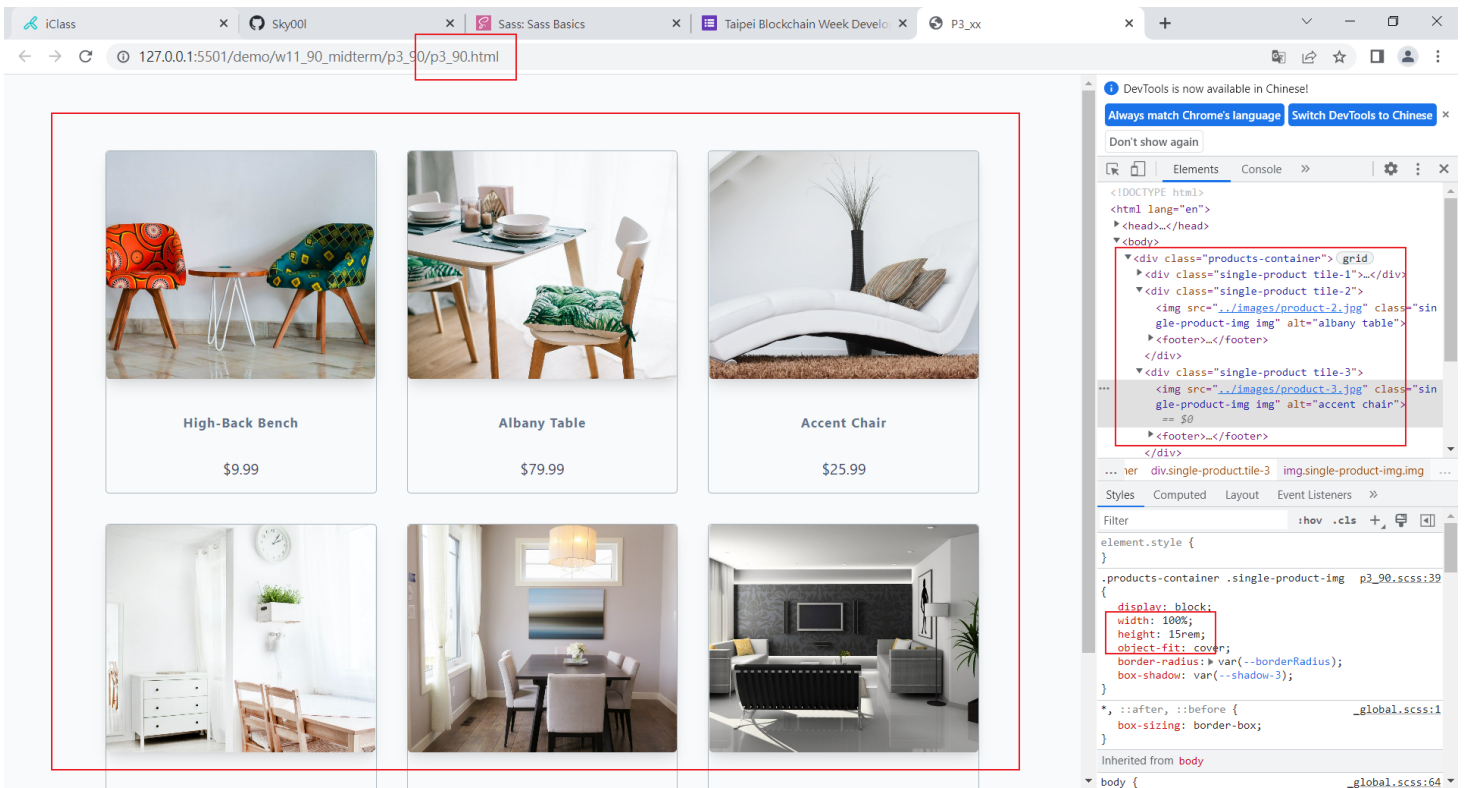 iClass
Sky00l
Sass: Sass Basics
Taipei Blockchain Week Develo
P3_xx
127.0.0.1:5501/demo/w11_90_midterm/p3_90/p3_90.html
High-Back Bench
$9.99
Albany Table
$79.99
Accent Chair
$25.99
DevTools is now available in Chinese!
Always match Chrome's language
Switch DevTools to Chinese
Don't show again
Elements
Console
<!DOCTYPE html>
<html lang="en">
<head>…</head>
<body>
<div class="products-container"> grid
<div class="single-product tile-1">…</div>
<div class="single-product tile-2">
<img src="../images/product-2.jpg" class="sin
gle-product-img img" alt="albany table">
<footer>…</footer>
</div>
<div class="single-product tile-3">
<img src="../images/product-3.jpg" class="sin
gle-product-img img" alt="accent chair">
== $0
<footer>…</footer>
</div>
… ner div.single-product.tile-3 img.single-product-img.img …
Styles Computed Layout Event Listeners
Filter :hov .cls
element.style {
}
.products-container .single-product-img p3_90.scss:39
{
display: block;
width: 100%;
height: 15rem;
object-fit: cover;
border-radius: var(--borderRadius);
box-shadow: var(--shadow-3);
}
*, ::after, ::before { _global.scss:1
box-sizing: border-box;
}
Inherited from body
body { _global.scss:64